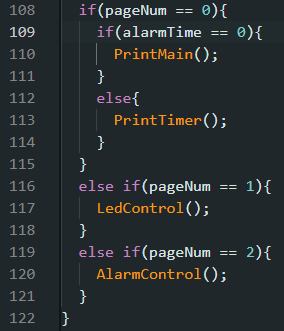 108 if(pageNum == 0){
109 if(alarmTime == 0){
110 PrintMain();
111 }
112 else{
113 PrintTimer();
114 }
115 }
116 else if(pageNum == 1){
117 LedControl();
118 }
119 else if(pageNum == 2){
120 AlarmControl();
121 }
122 }